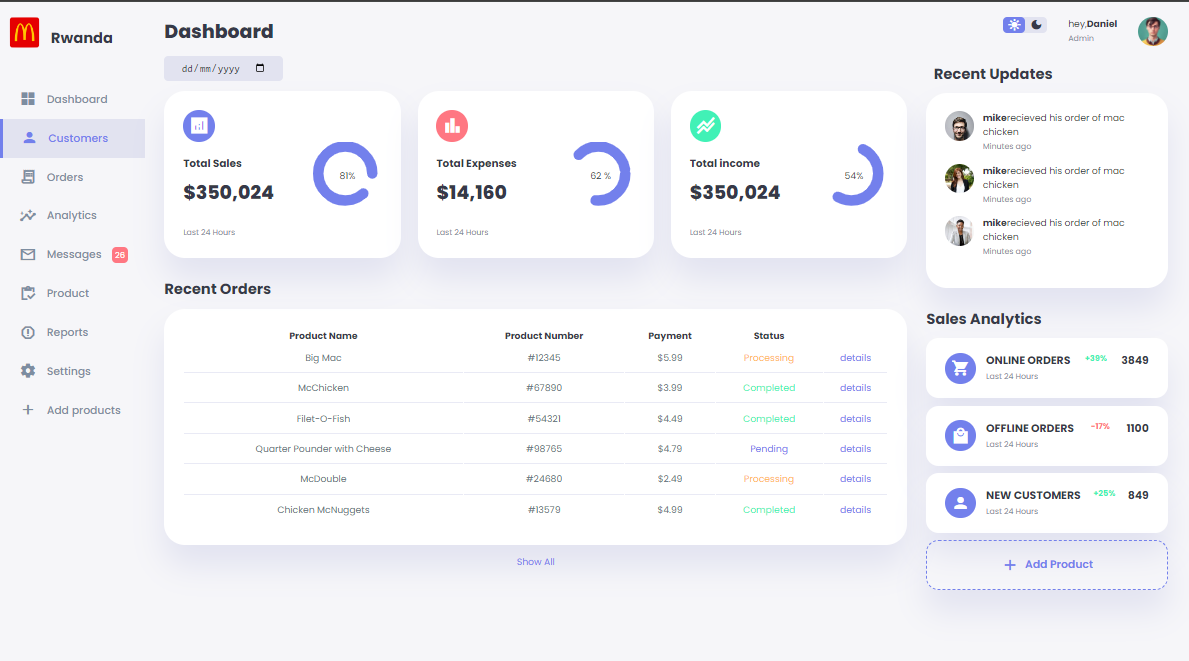 Rwanda
Dashboard
Customers
Orders
Analytics
Messages 26
Product
Reports
Settings
Add products
Dashboard
dd/mm/yyyy
Total Sales
$350,024
81%
Last 24 Hours
Total Expenses
$14,160
62 %
Last 24 Hours
Total income
$350,024
54%
Last 24 Hours
Recent Orders
Product Name Product Number Payment Status
Big Mac #12345 $5.99 Processing details
McChicken #67890 $3.99 Completed details
Filet-O-Fish #54321 $4.49 Completed details
Quarter Pounder with Cheese #98765 $4.79 Pending details
McDouble #24680 $2.49 Processing details
Chicken McNuggets #13579 $4.99 Completed details
Show All
hey,Daniel
Admin
Recent Updates
mikerecieved his order of mac
chicken
Minutes ago
mikerecieved his order of mac
chicken
Minutes ago
mikerecieved his order of mac
chicken
Minutes ago
Sales Analytics
ONLINE ORDERS +39% 3849
Last 24 Hours
OFFLINE ORDERS -17% 1100
Last 24 Hours
NEW CUSTOMERS +25% 849
Last 24 Hours
+ Add Product